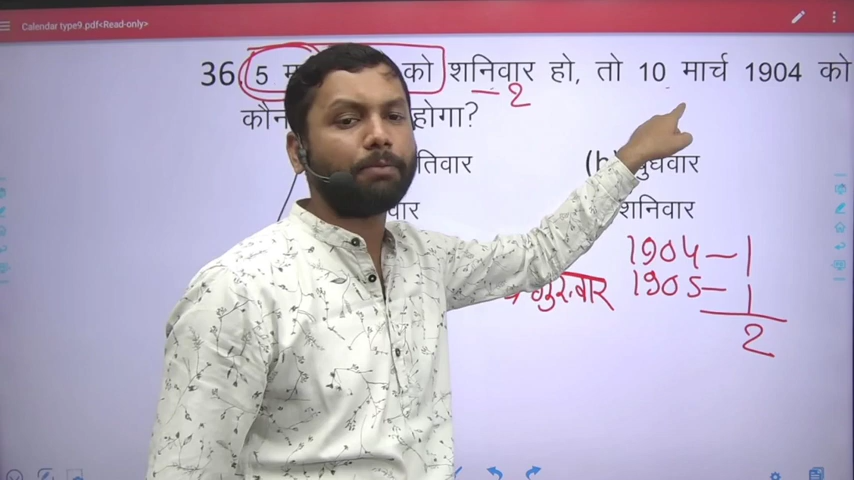 Calendar type9.pdf<Read-only>
36. 5 को शनिवार हो, तो 10 मार्च 1904 को
– 2
होगा?
(b) बुधवार
शनिवार
1904 – 1
गुरुवार 1905 – 1
2